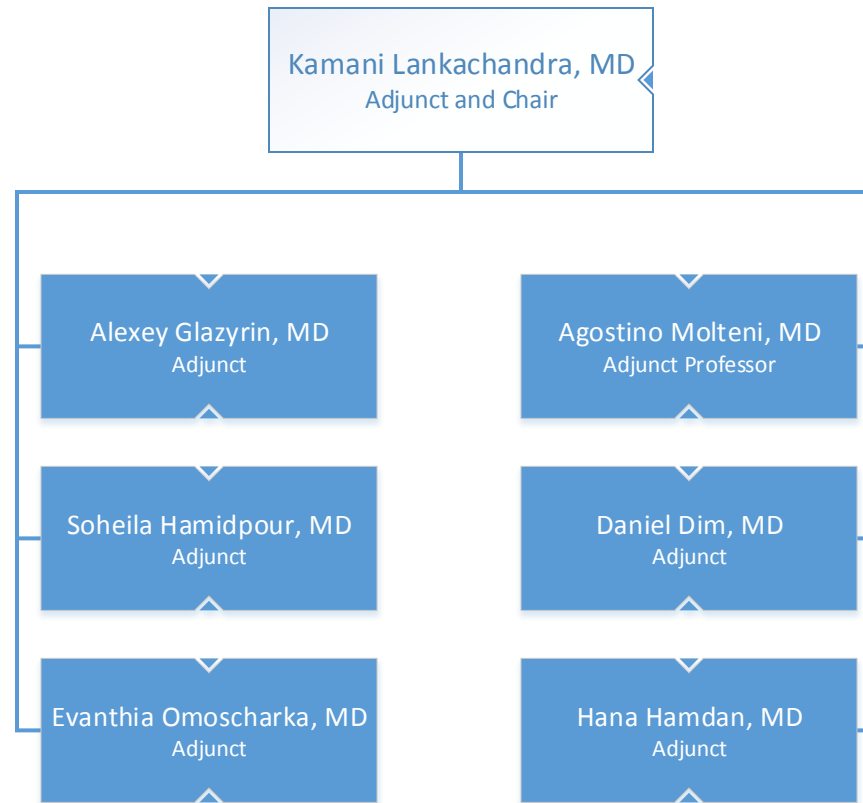 Kamani Lankachandra, MD
Adjunct and Chair
Alexey Glazyrin, MD
Adjunct
Agostino Molteni, MD
Adjunct Professor
Soheila Hamidpour, MD
Adjunct
Daniel Dim, MD
Adjunct
Evanthia Omoscharka, MD
Adjunct
Hana Hamdan, MD
Adjunct